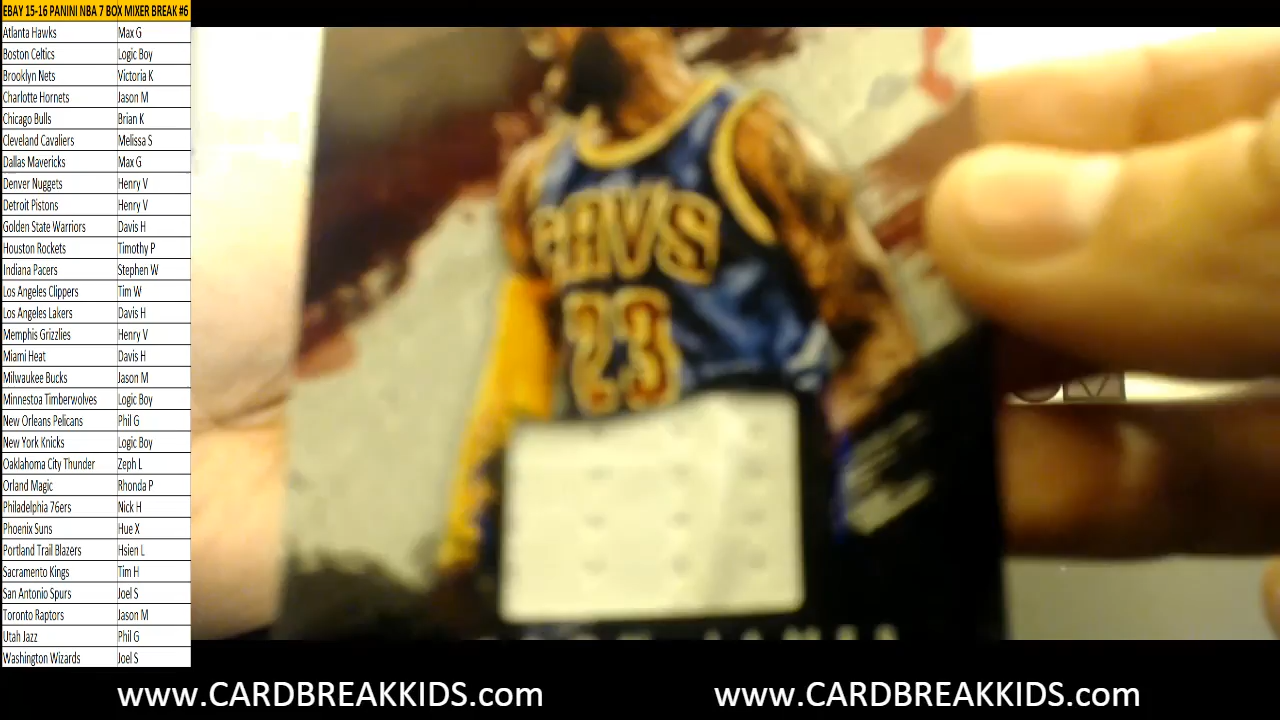 EBAY 15-16 PANINI NBA 7 BOX MIXER BREAK #6
Atlanta Hawks Max G
Boston Celtics Logic Boy
Brooklyn Nets Victoria K
Charlotte Hornets Jason M
Chicago Bulls Brian K
Cleveland Cavaliers Melissa S
Dallas Mavericks Max G
Denver Nuggets Henry V
Detroit Pistons Henry V
Golden State Warriors Davis H
Houston Rockets Timothy P
Indiana Pacers Stephen W
Los Angeles Clippers Tim W
Los Angeles Lakers Davis H
Memphis Grizzlies Henry V
Miami Heat Davis H
Milwaukee Bucks Jason M
Minnestoa Timberwolves Logic Boy
New Orleans Pelicans Phil G
New York Knicks Logic Boy
Oaklahoma City Thunder Zeph L
Orland Magic Rhonda P
Philadelphia 76ers Nick H
Phoenix Suns Hue X
Portland Trail Blazers Hsien L
Sacramento Kings Tim H
San Antonio Spurs Joel S
Toronto Raptors Jason M
Utah Jazz Phil G
Washington Wizards Joel S
CAVS
23
www.CARDBREAKKIDS.com www.CARDBREAKKIDS.com